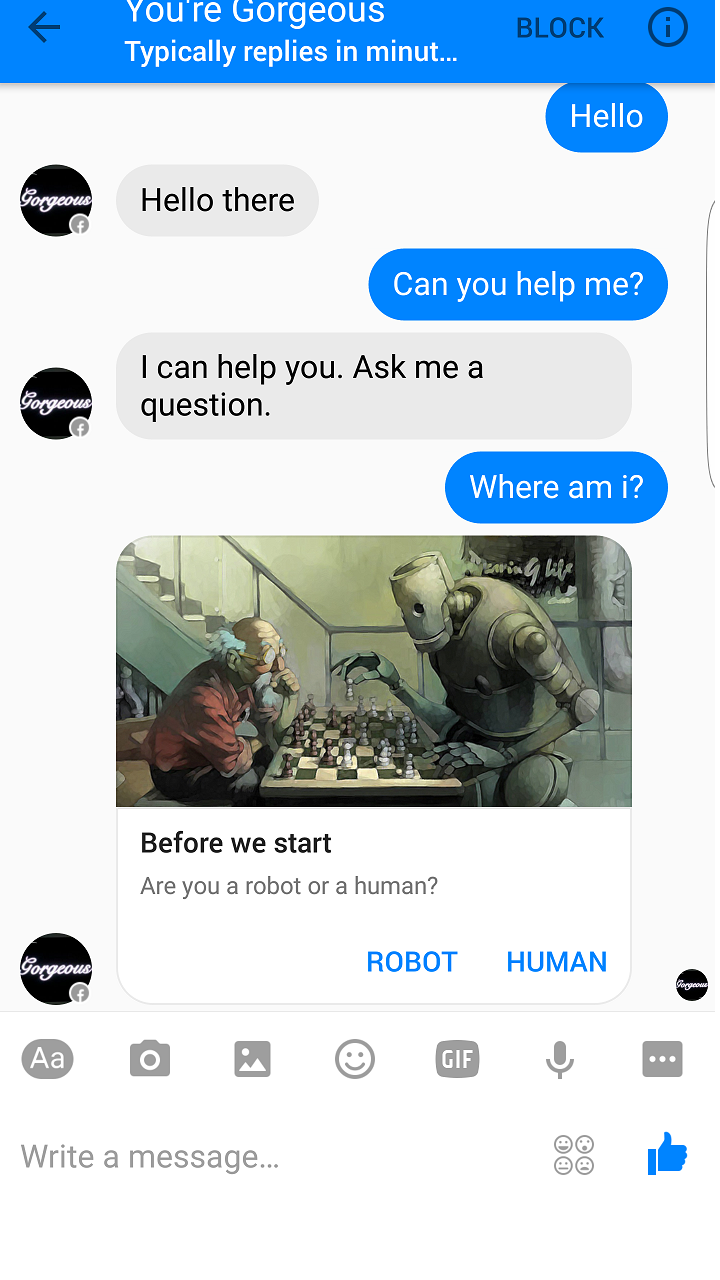 You're Gorgeous
BLOCK
Typically replies in minut...
Hello
Gorgeous
Hello there
Can you help me?
I can help you. Ask me a
question.
Gorgeous
Where am i?
Before we start
Are you a robot or a human?
ROBOT HUMAN
Gorgeous
Gorgeous
Aa
GIF
Write a message...